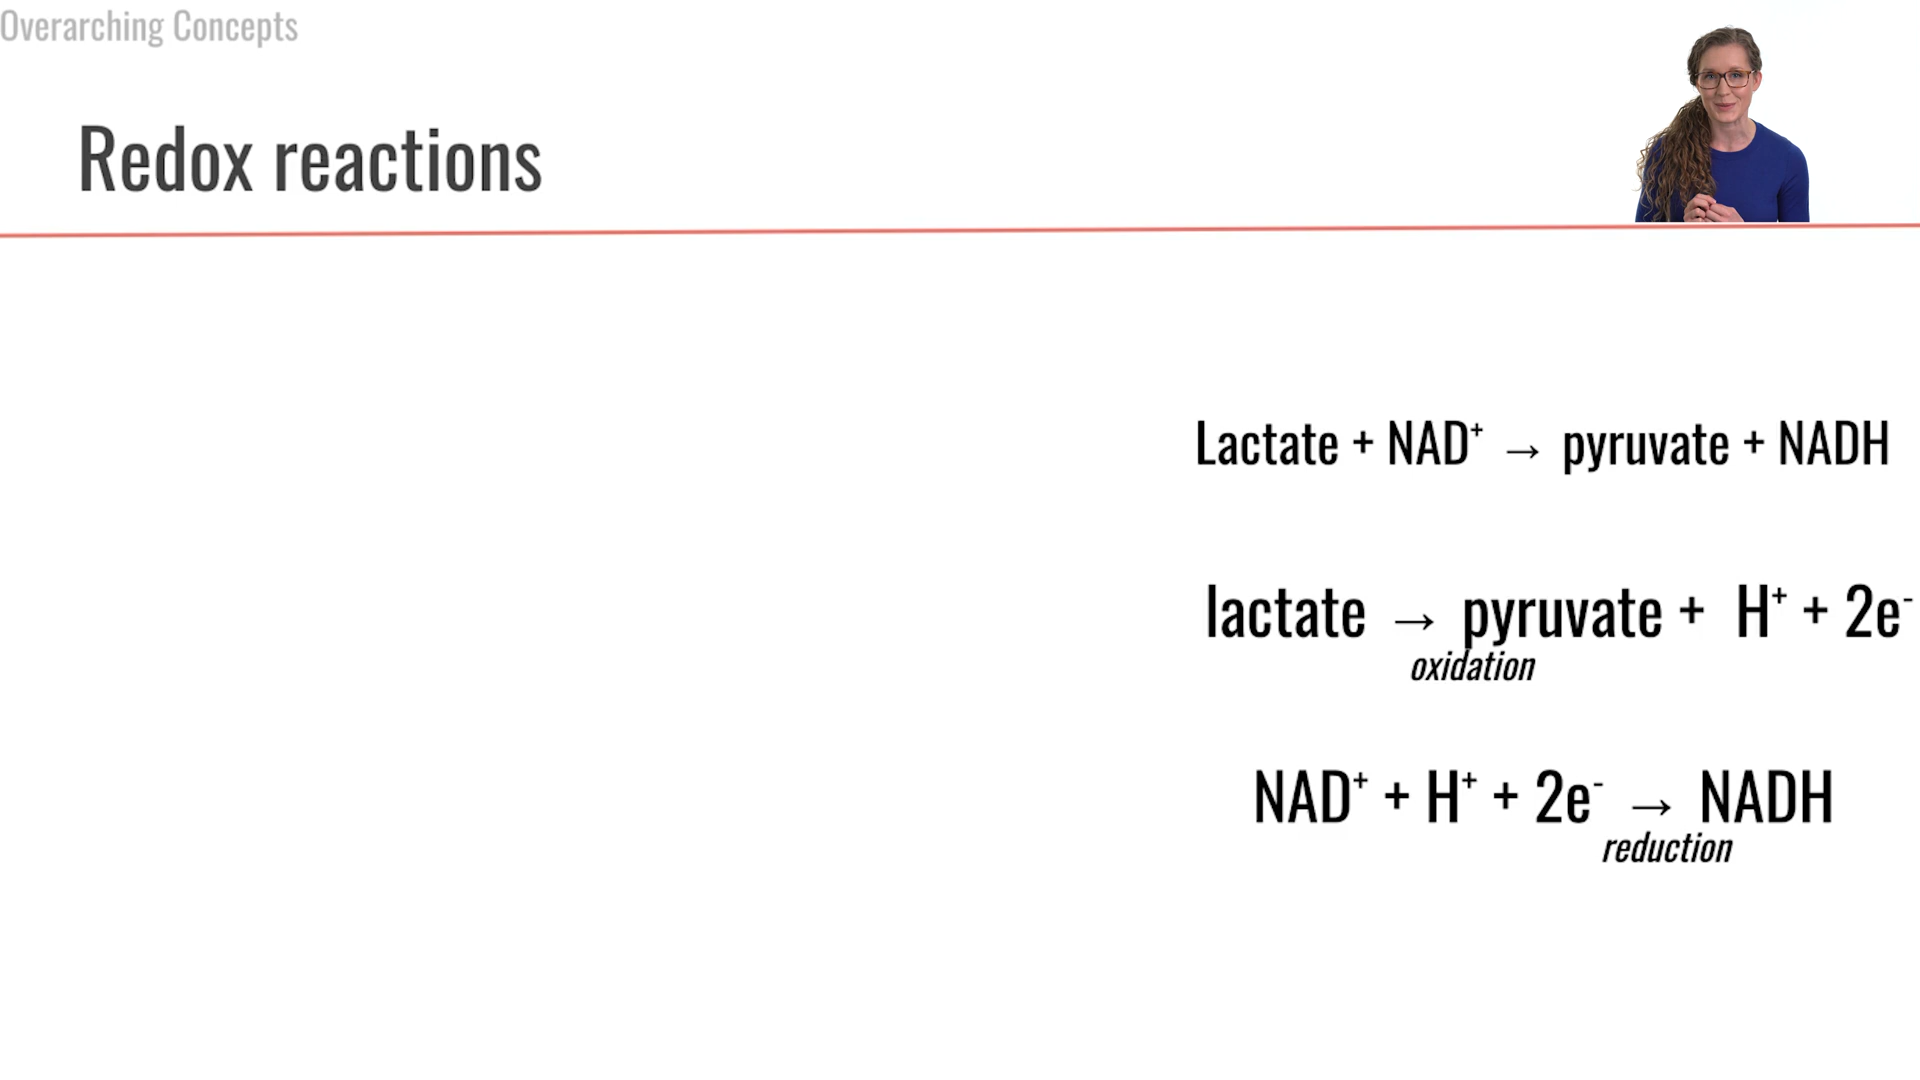 Overarching Concepts
Redox reactions
Lactate + NAD⁺ → pyruvate + NADH
lactate → pyruvate + H⁺ + 2e⁻
oxidation
NAD⁺ + H⁺ + 2e⁻ → NADH
reduction